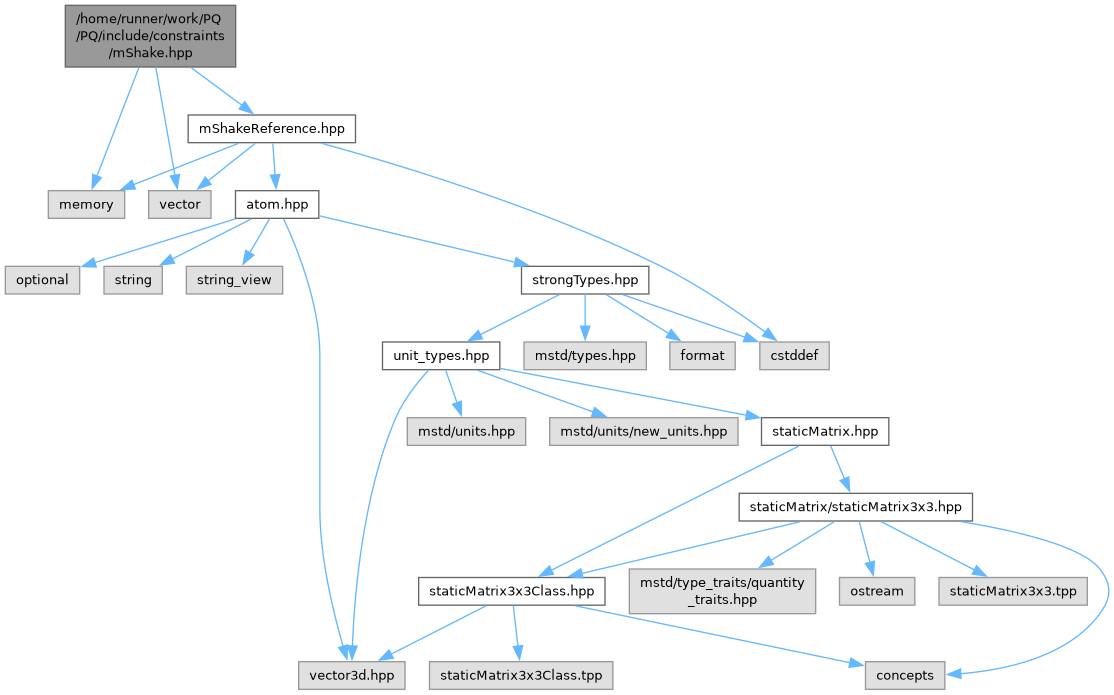 /home/runner/work/PQ
/PQ/include/constraints
/mShake.hpp
mShakeReference.hpp
memory
vector
atom.hpp
optional
string
string_view
strongTypes.hpp
unit_types.hpp
mstd/types.hpp
format
cstddef
mstd/units.hpp
mstd/units/new_units.hpp
staticMatrix.hpp
staticMatrix/staticMatrix3x3.hpp
staticMatrix3x3Class.hpp
mstd/type_traits/quantity
_traits.hpp
ostream
staticMatrix3x3.tpp
vector3d.hpp
staticMatrix3x3Class.tpp
concepts